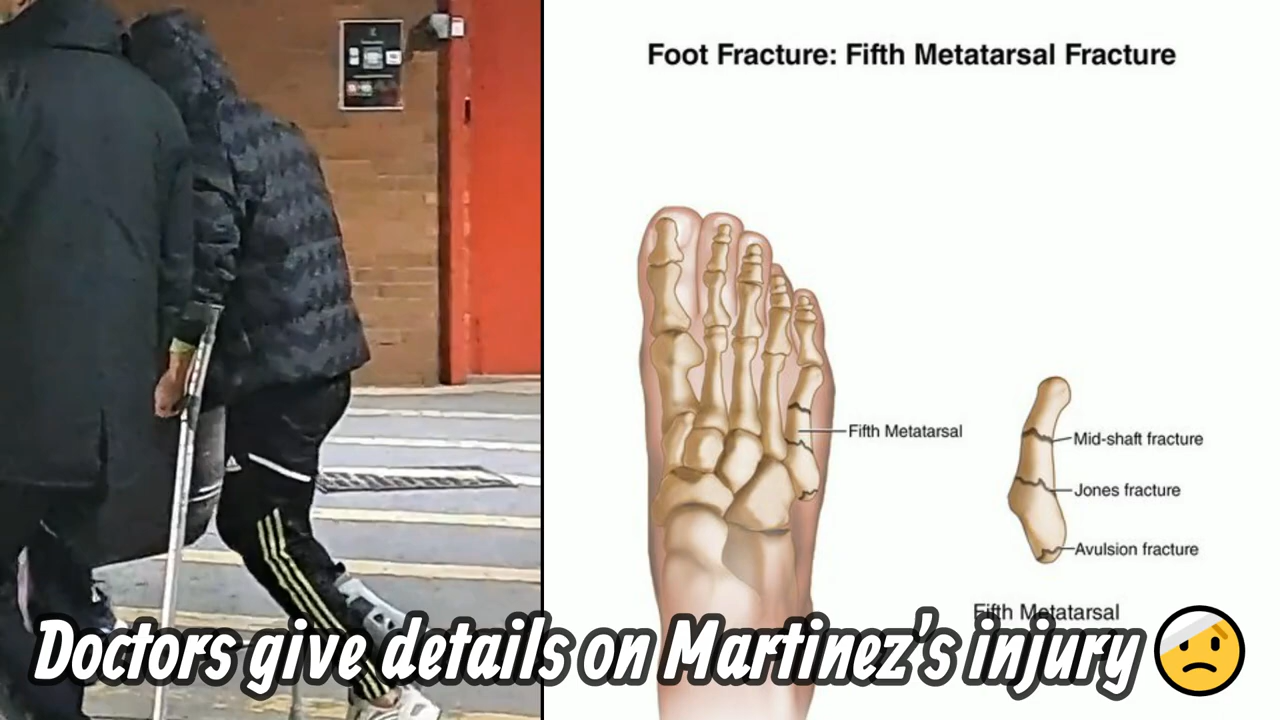 Foot Fracture: Fifth Metatarsal Fracture
Fifth Metatarsal
Mid-shaft fracture
Jones fracture
Avulsion fracture
Fifth Metatarsal
Doctors give details on Martinez's injury